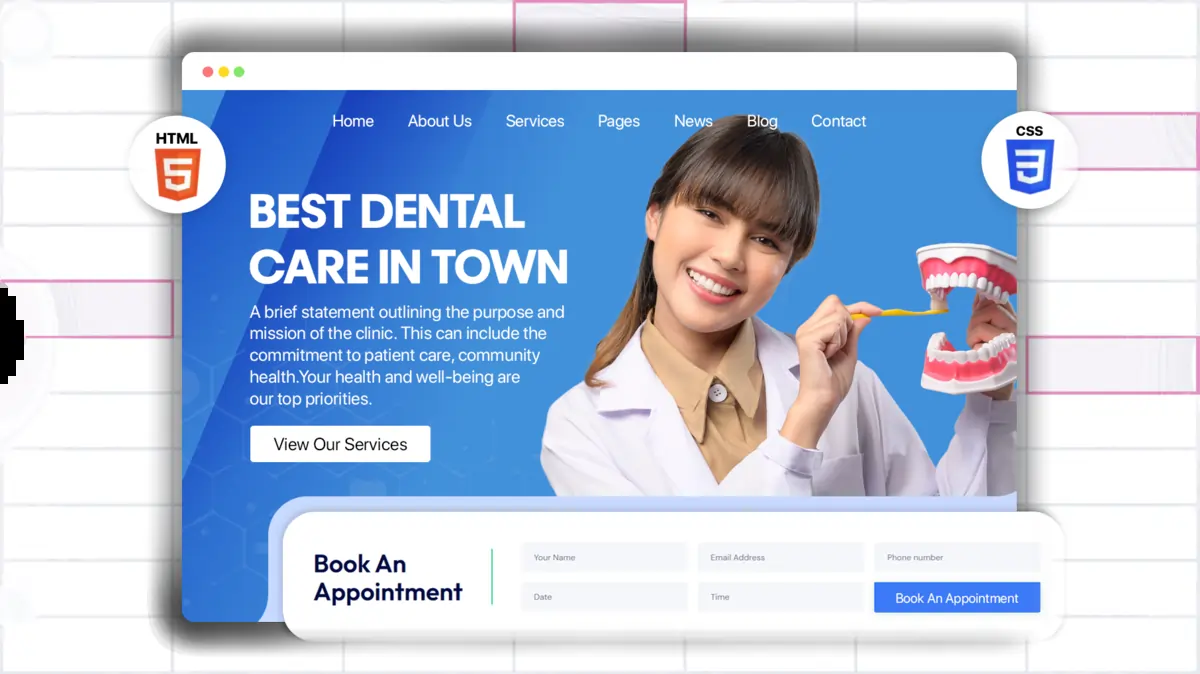 HTML
5
CSS
3
Home About Us Services Pages News Blog Contact
BEST DENTAL
CARE IN TOWN
A brief statement outlining the purpose and
mission of the clinic. This can include the
commitment to patient care, community
health.Your health and well-being are
our top priorities.
View Our Services
Book An
Appointment
Your Name
Email Address
Phone number
Date
Time
Book An Appointment